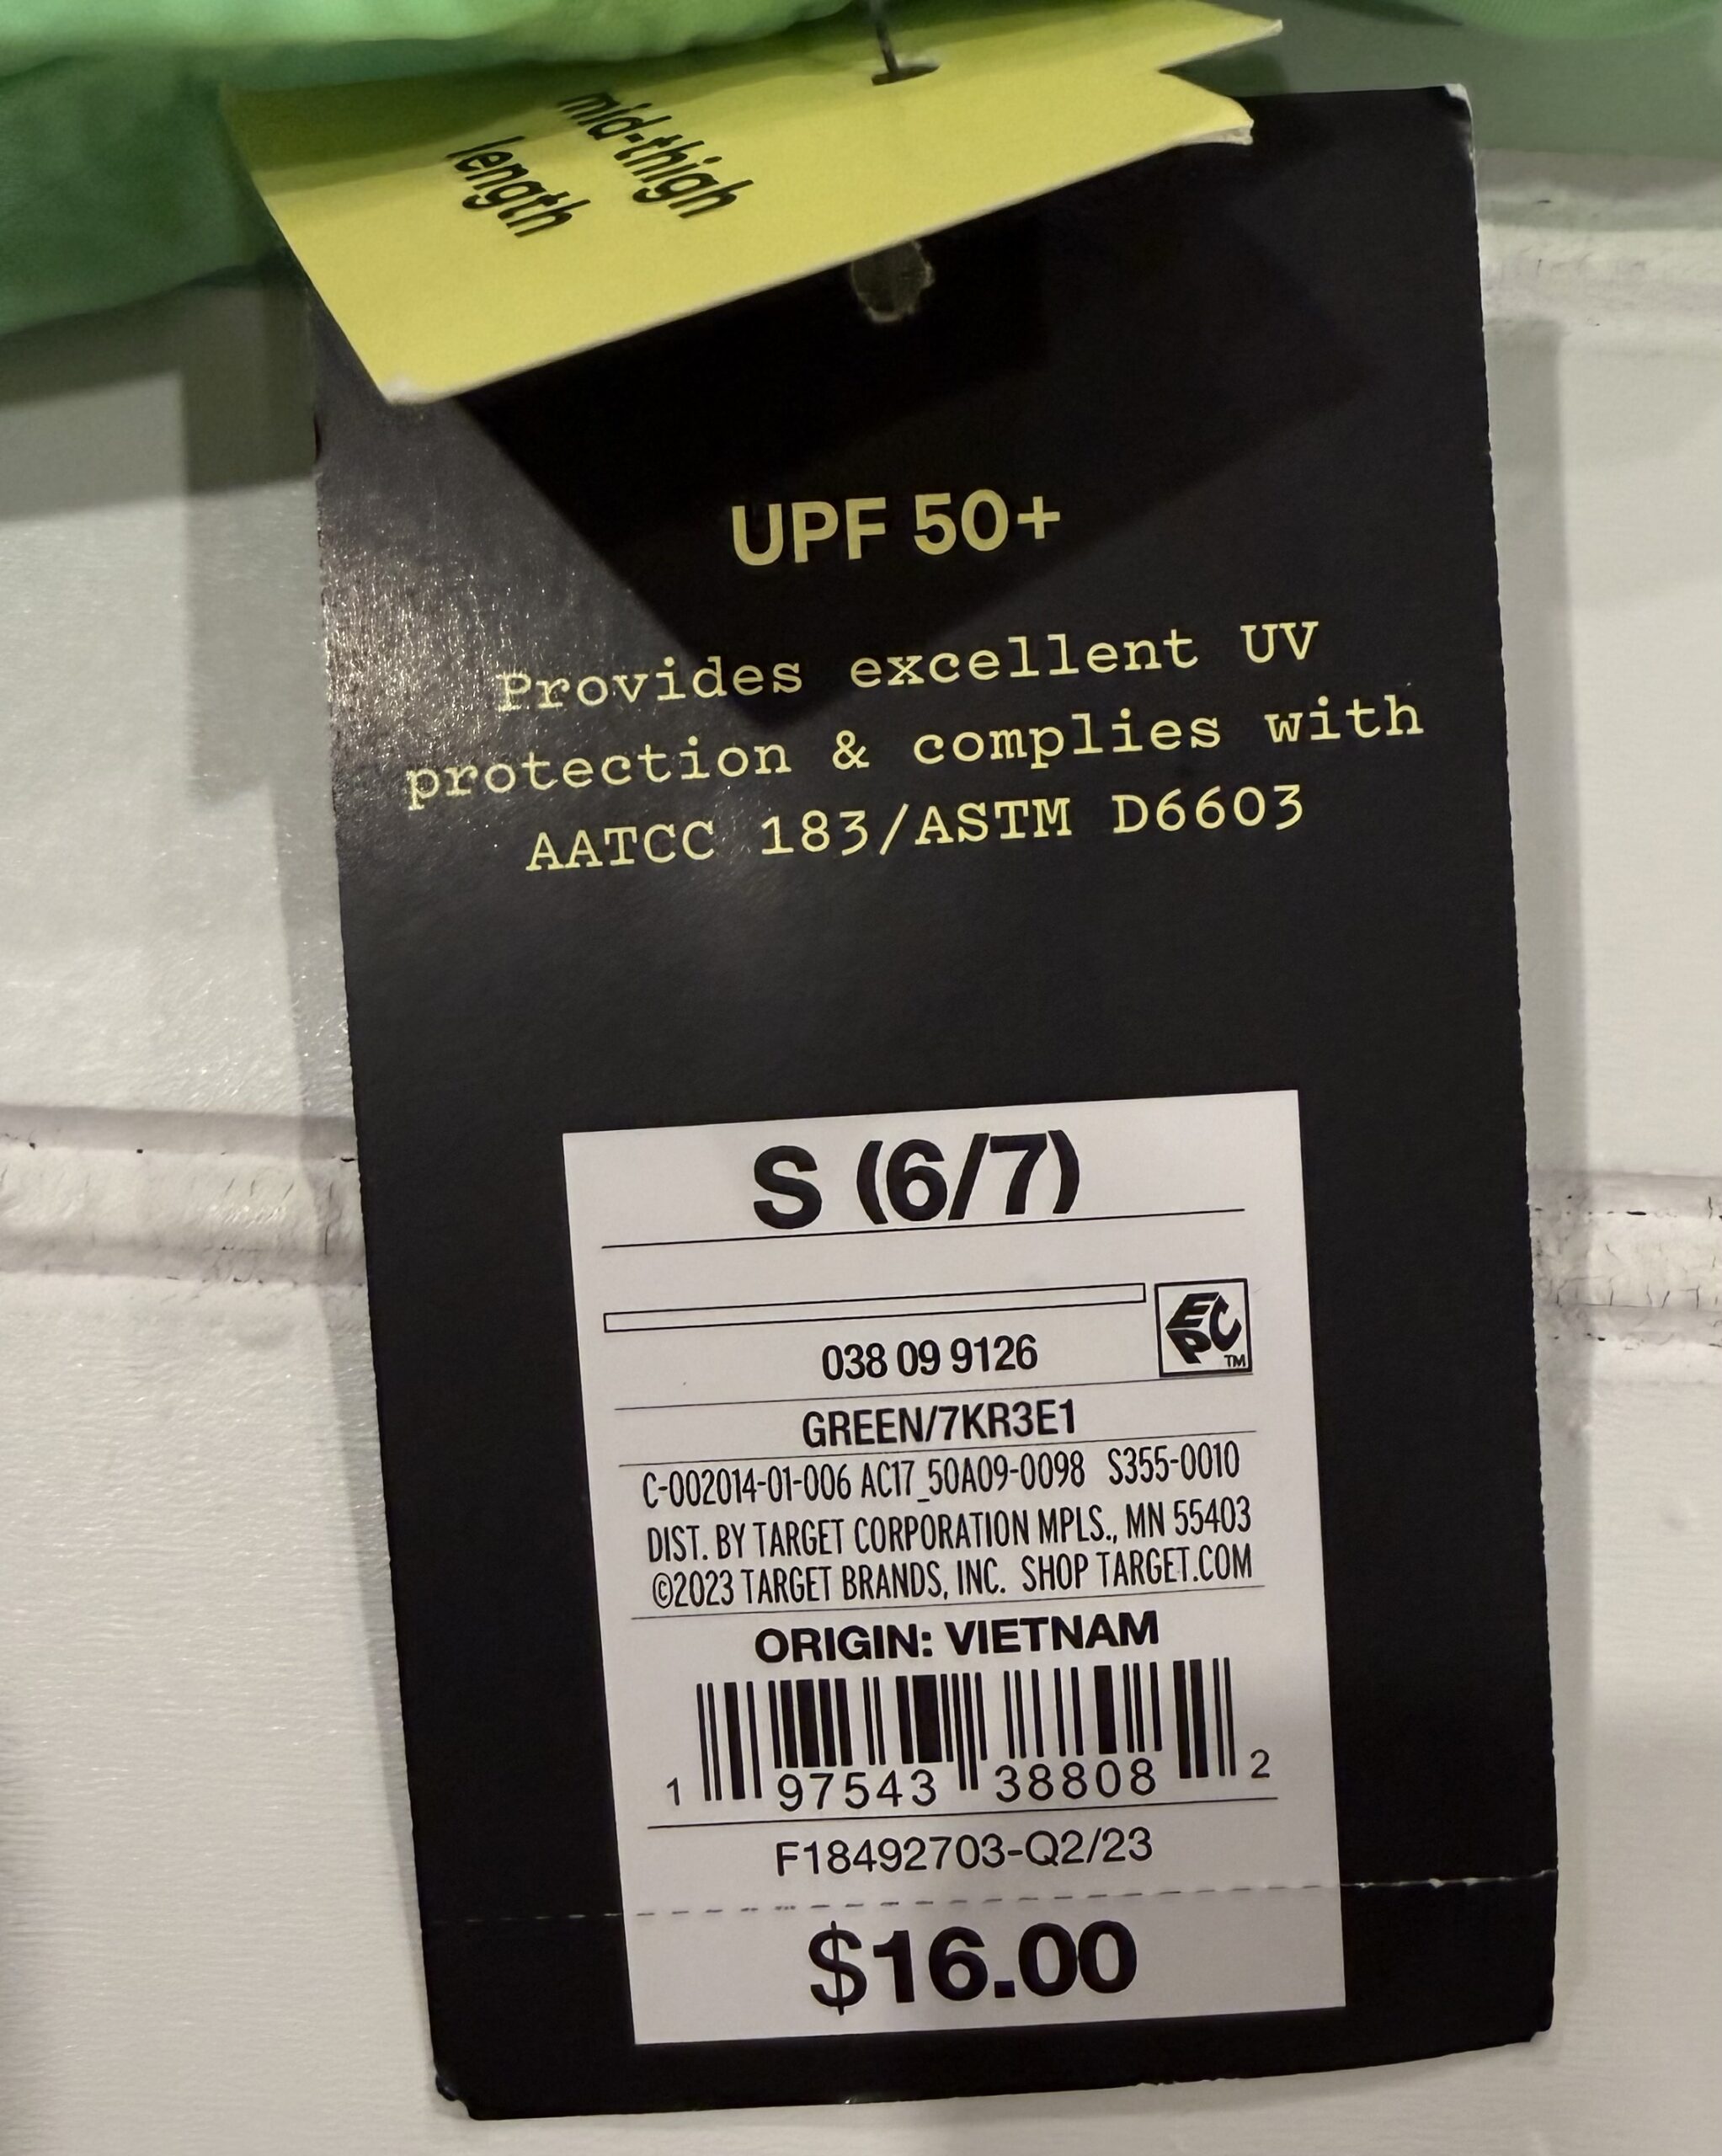 mid-thigh
length
UPF 50+
Provides excellent UV
protection & complies with
AATCC 183/ASTM D6603
S (6/7)
EPC TM
038 09 9126
GREEN/7KR3E1
C-002014-01-006 AC17_50A09-0098 S355-0010
DIST. BY TARGET CORPORATION MPLS., MN 55403
©2023 TARGET BRANDS, INC. SHOP TARGET.COM
ORIGIN: VIETNAM
1 97543 38808 2
F18492703-Q2/23
$16.00